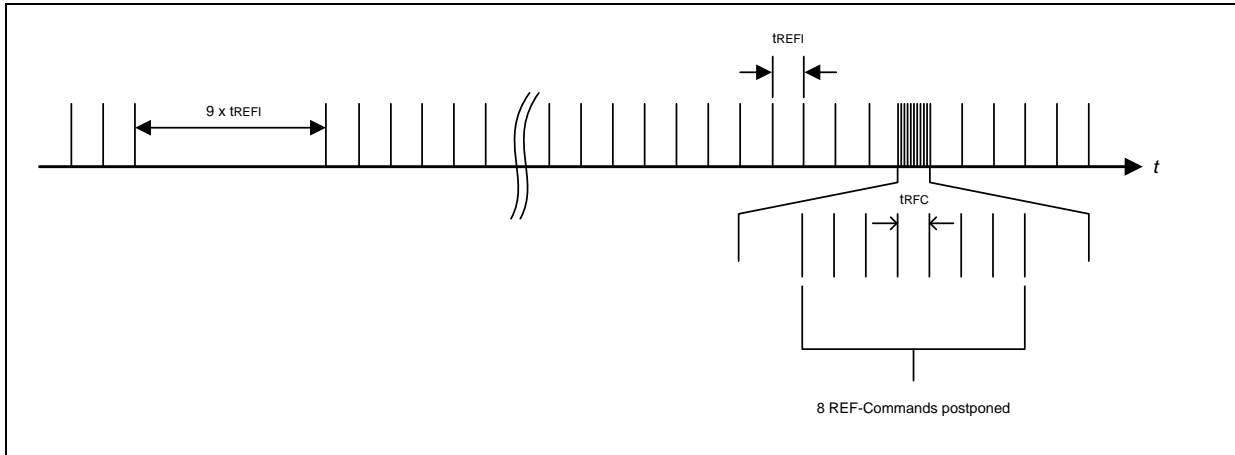 tREFI
9 x tREFI
t
tRFC
8 REF-Commands postponed